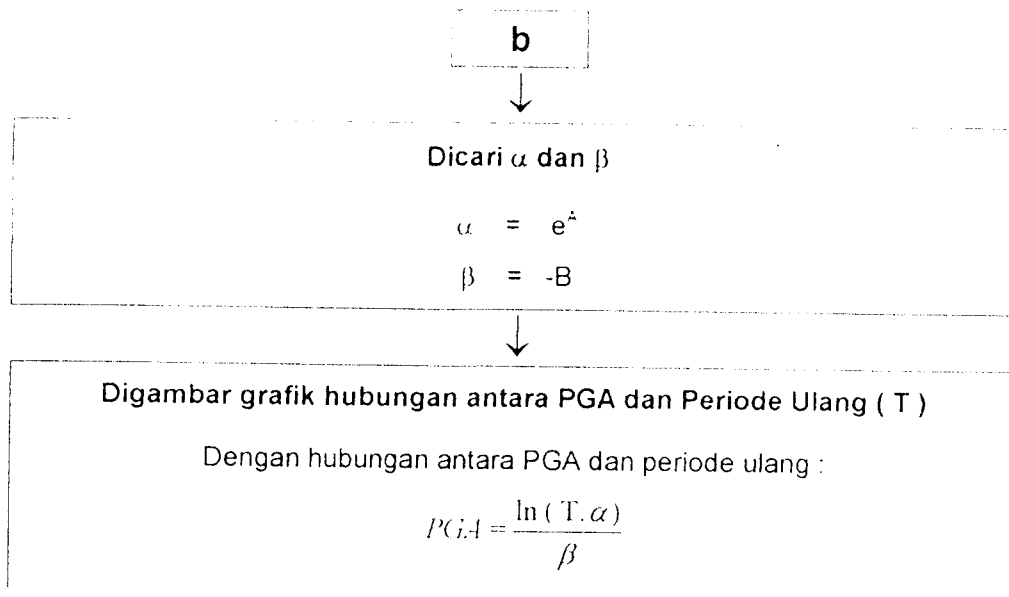 b
Dicari α dan β
α = e^A
β = -B
Digambar grafik hubungan antara PGA dan Periode Ulang ( T )
Dengan hubungan antara PGA dan periode ulang :
PGA = ln ( T. α) / β